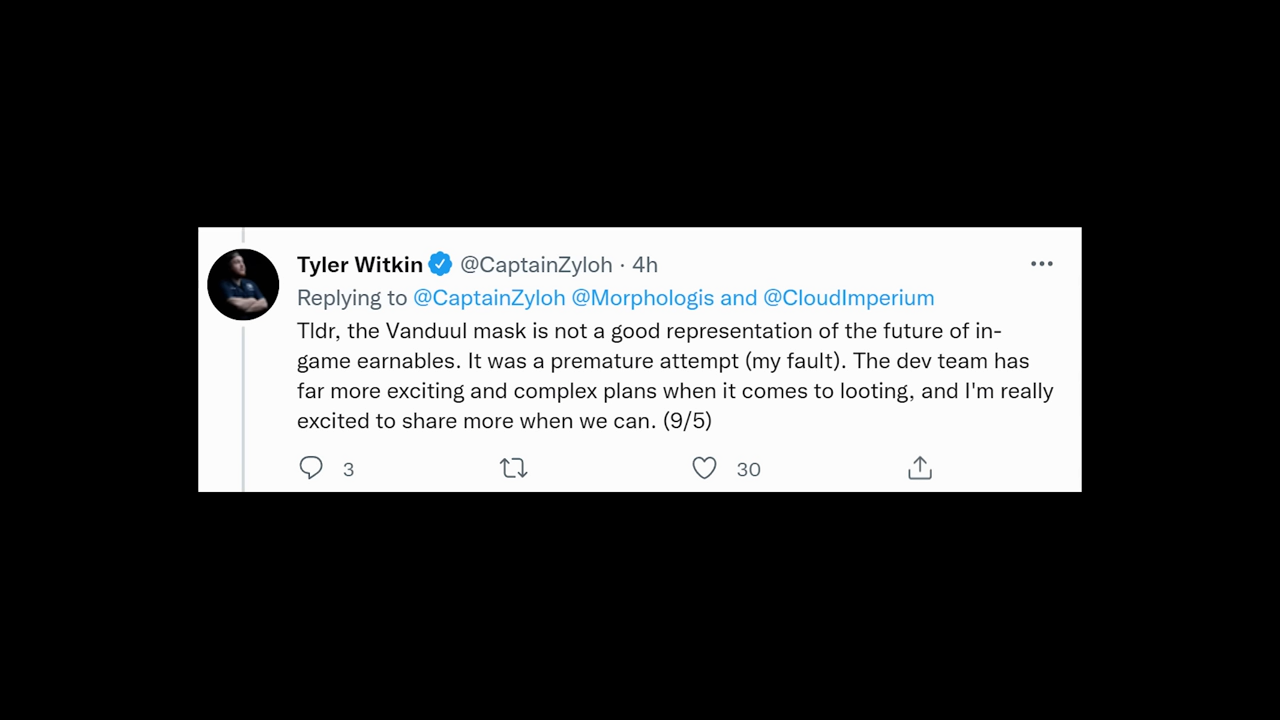 Tyler Witkin @CaptainZyloh · 4h
Replying to @CaptainZyloh @Morphologis and @CloudImperium
Tldr, the Vanduul mask is not a good representation of the future of in-
game earnables. It was a premature attempt (my fault). The dev team has
far more exciting and complex plans when it comes to looting, and I'm really
excited to share more when we can. (9/5)
3 30